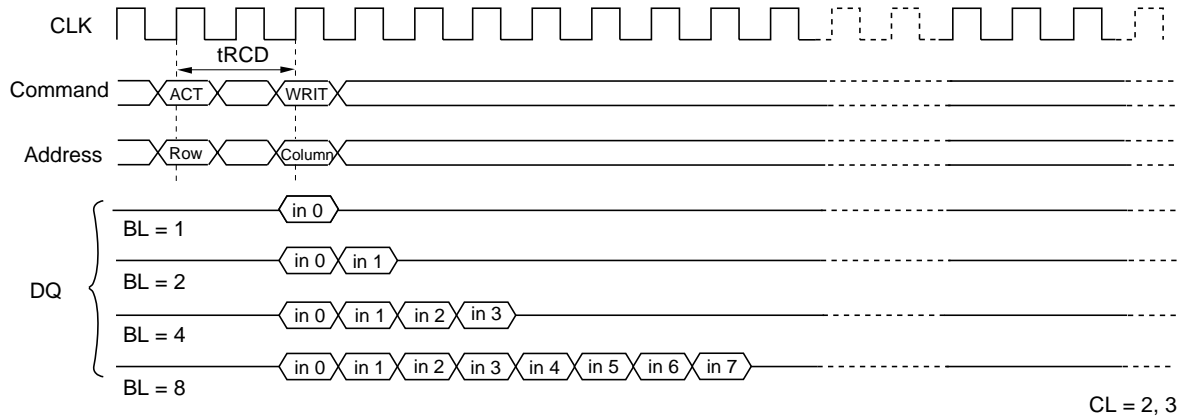 CLK
tRCD
Command ACT WRIT
Address Row Column
in 0
BL = 1
in 0 in 1
BL = 2
DQ
in 0 in 1 in 2 in 3
BL = 4
in 0 in 1 in 2 in 3 in 4 in 5 in 6 in 7
BL = 8
CL = 2, 3